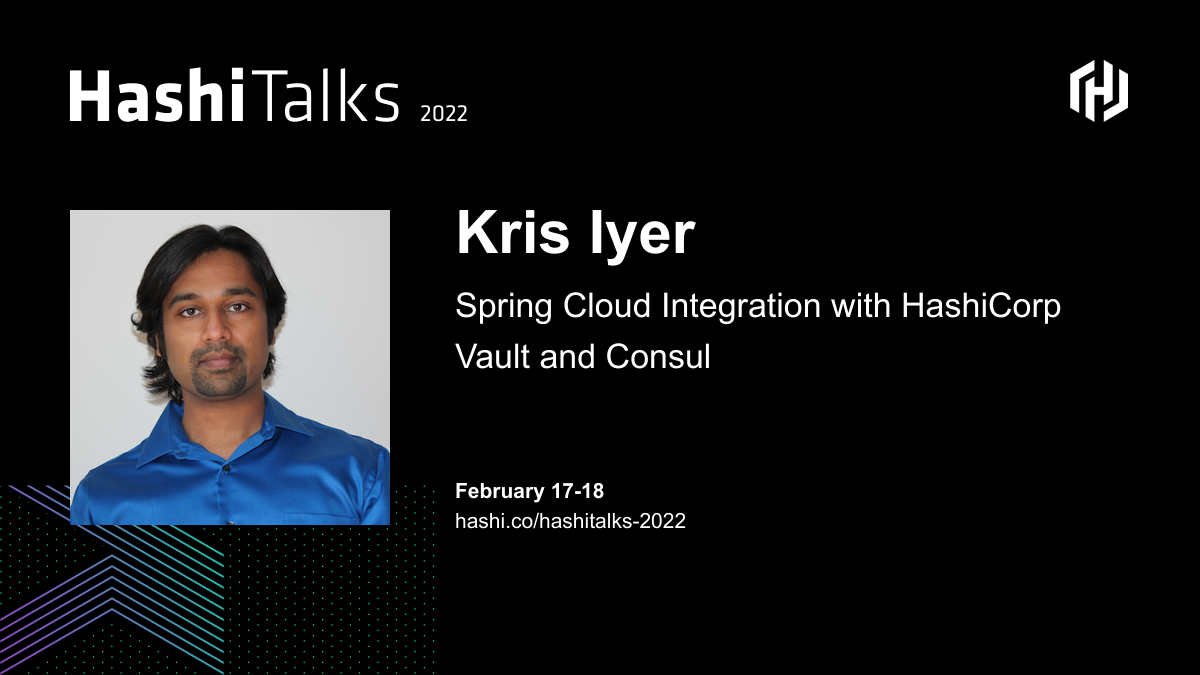 HashiTalks 2022
Kris Iyer
Spring Cloud Integration with HashiCorp
Vault and Consul
February 17-18
hashi.co/hashitalks-2022